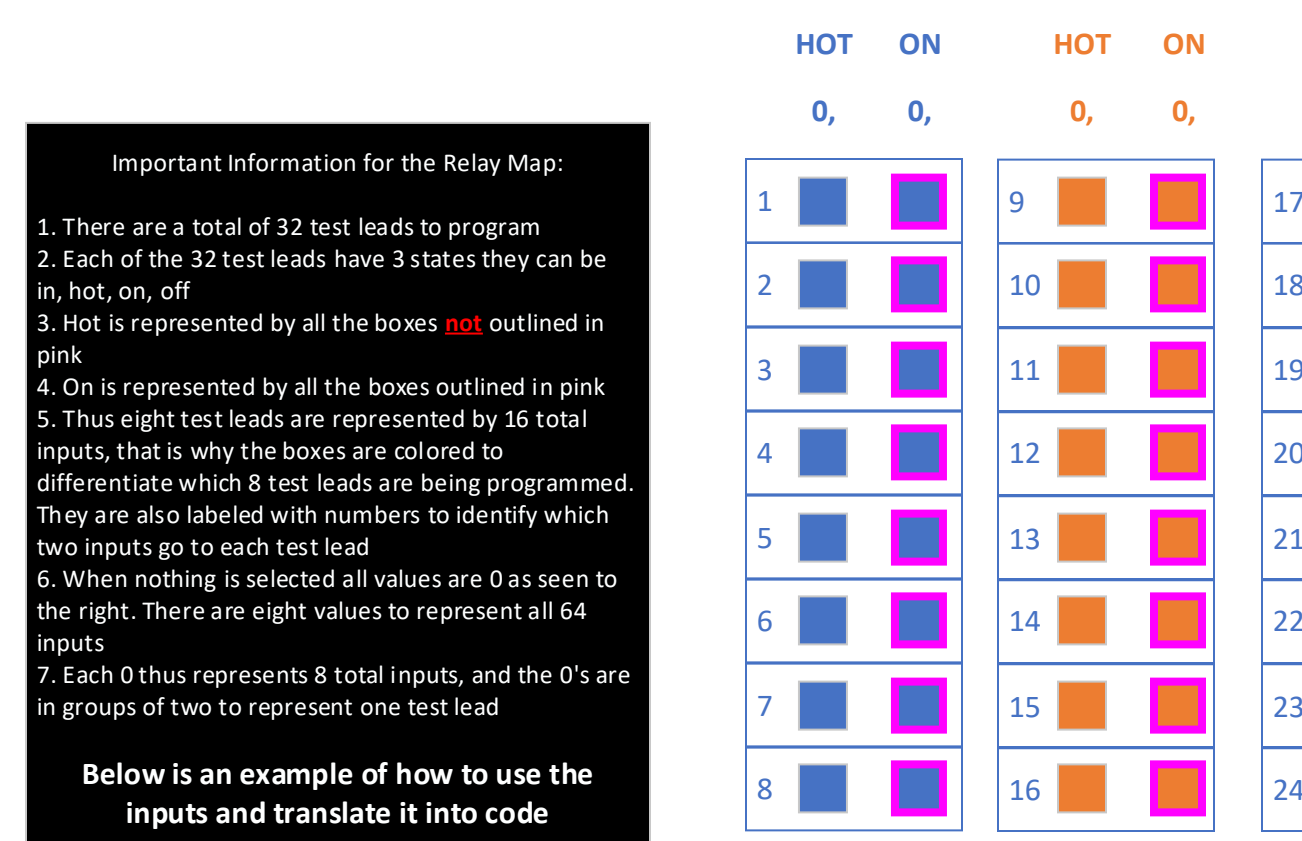 Important Information for the Relay Map:
1. There are a total of 32 test leads to program
2. Each of the 32 test leads have 3 states they can be
in, hot, on, off
3. Hot is represented by all the boxes not outlined in
pink
4. On is represented by all the boxes outlined in pink
5. Thus eight test leads are represented by 16 total
inputs, that is why the boxes are colored to
differentiate which 8 test leads are being programmed.
They are also labeled with numbers to identify which
two inputs go to each test lead
6. When nothing is selected all values are 0 as seen to
the right. There are eight values to represent all 64
inputs
7. Each 0 thus represents 8 total inputs, and the 0's are
in groups of two to represent one test lead
Below is an example of how to use the
inputs and translate it into code
HOT ON HOT ON
0, 0, 0, 0,
1 9 17
2 10 18
3 11 19
4 12 20
5 13 21
6 14 22
7 15 23
8 16 24